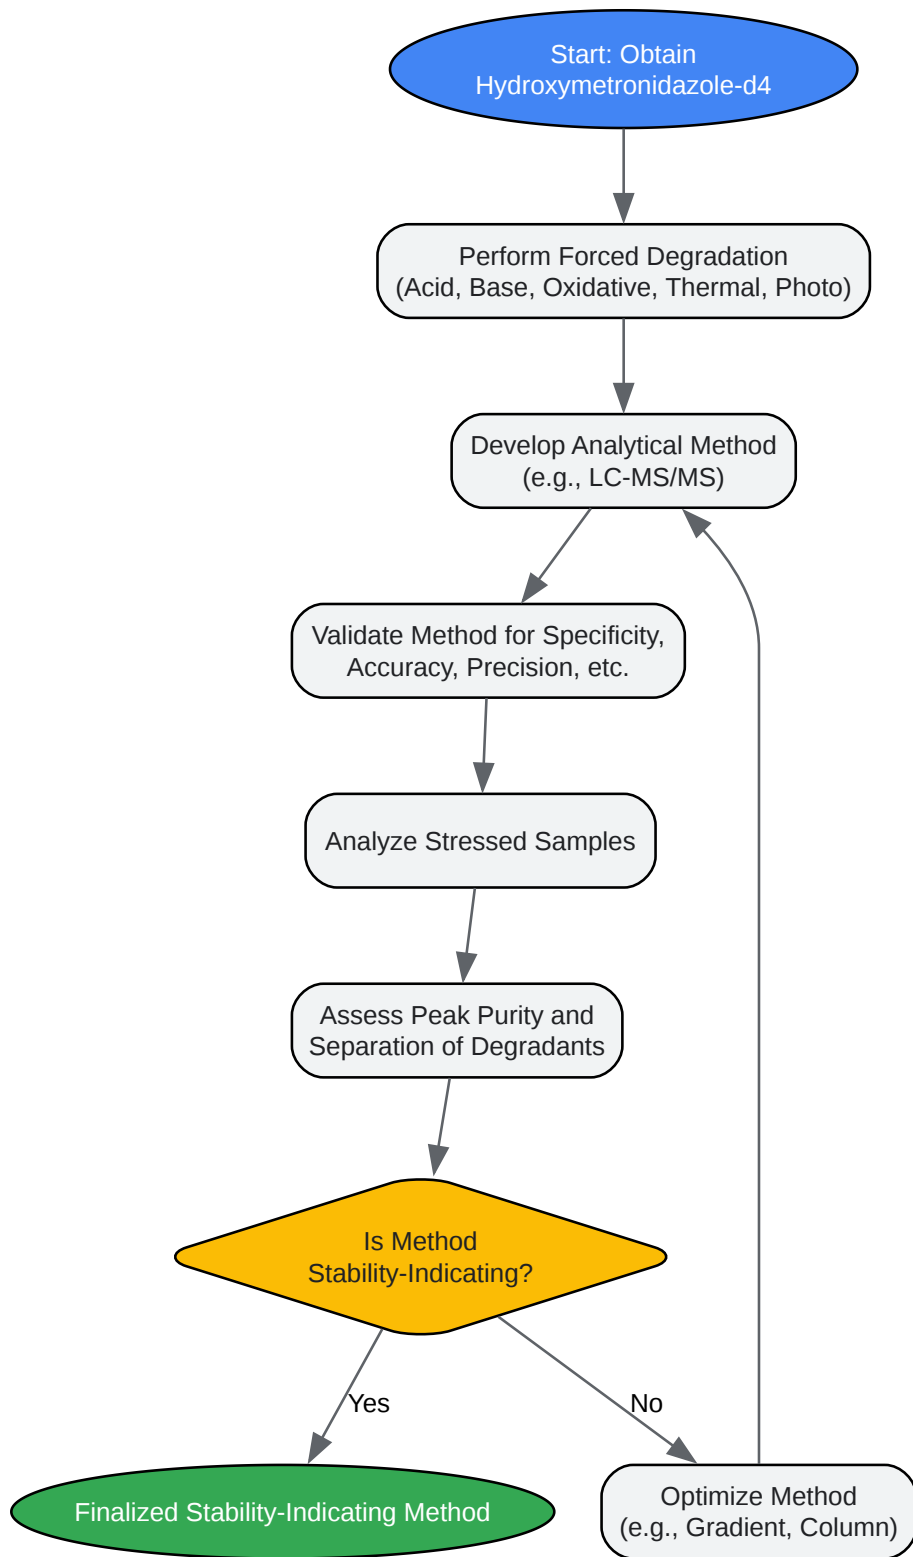 Start: Obtain
Hydroxymetronidazole-d4
Perform Forced Degradation
(Acid, Base, Oxidative, Thermal, Photo)
Develop Analytical Method
(e.g., LC-MS/MS)
Validate Method for Specificity,
Accuracy, Precision, etc.
Analyze Stressed Samples
Assess Peak Purity and
Separation of Degradants
Is Method
Stability-Indicating?
Yes
No
Finalized Stability-Indicating Method
Optimize Method
(e.g., Gradient, Column)